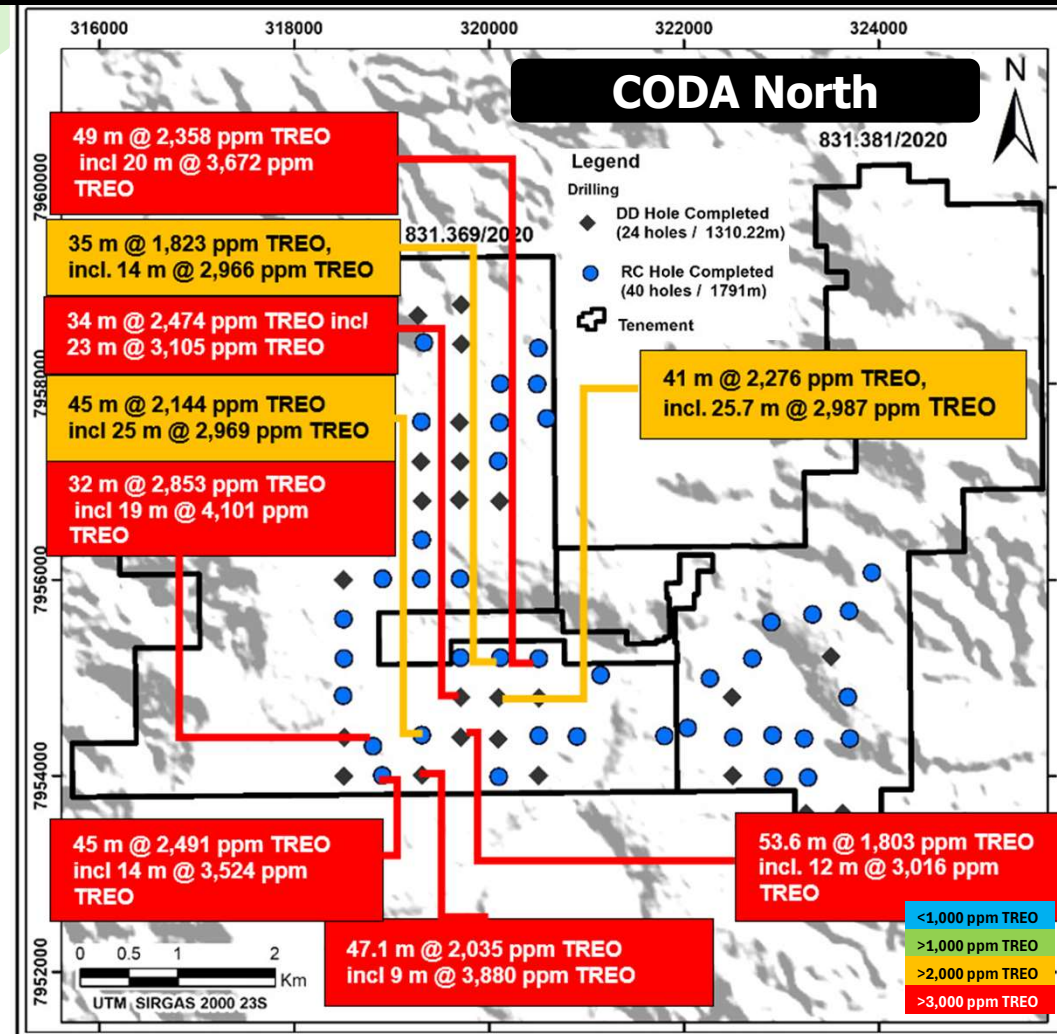 316000 318000 320000 322000 324000
CODA North
N
831.381/2020
49 m @ 2,358 ppm TREO
incl 20 m @ 3,672 ppm
TREO
Legend
Drilling
DD Hole Completed
(24 holes / 1310.22m)
RC Hole Completed
(40 holes / 1791m)
Tenement
7960000
831.369/2020
35 m @ 1,823 ppm TREO,
incl. 14 m @ 2,966 ppm TREO
34 m @ 2,474 ppm TREO incl
23 m @ 3,105 ppm TREO
7958000
41 m @ 2,276 ppm TREO,
incl. 25.7 m @ 2,987 ppm TREO
45 m @ 2,144 ppm TREO
incl 25 m @ 2,969 ppm TREO
32 m @ 2,853 ppm TREO
incl 19 m @ 4,101 ppm
TREO
7956000
7954000
45 m @ 2,491 ppm TREO
incl 14 m @ 3,524 ppm
TREO
53.6 m @ 1,803 ppm TREO
incl. 12 m @ 3,016 ppm
TREO
47.1 m @ 2,035 ppm TREO
incl 9 m @ 3,880 ppm TREO
7952000
0 0.5 1 2
Km
UTM SIRGAS 2000 23S
<1,000 ppm TREO
>1,000 ppm TREO
>2,000 ppm TREO
>3,000 ppm TREO